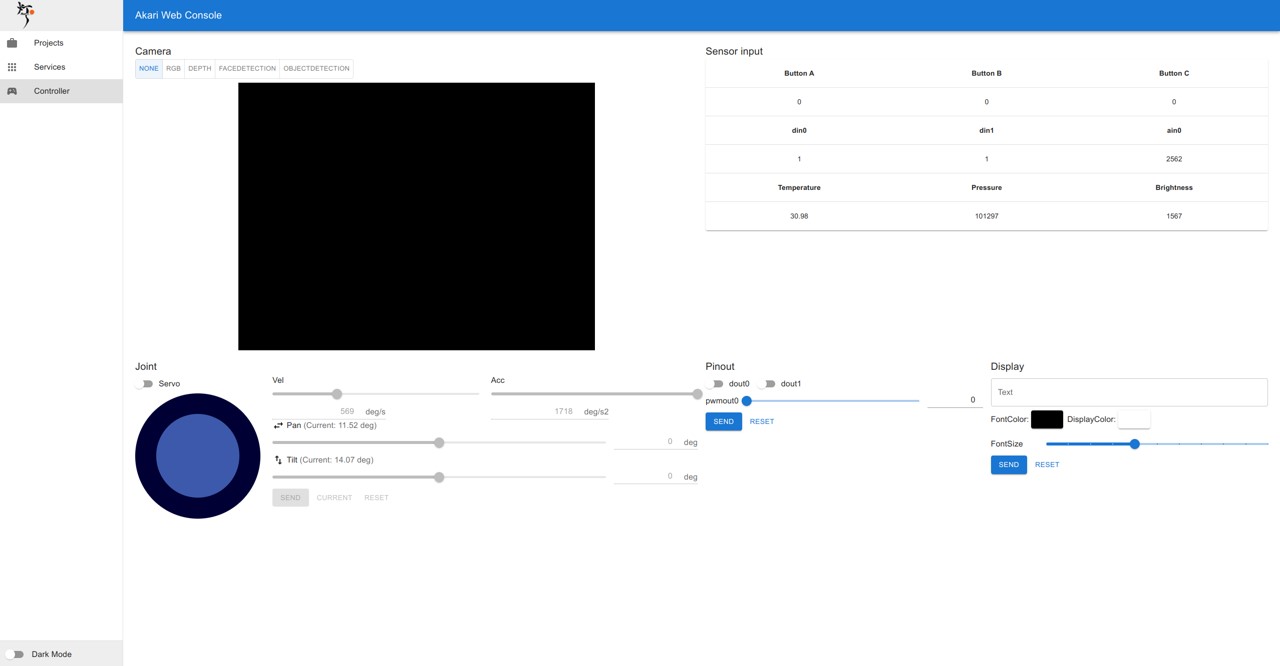 Akari Web Console
Projects
Services
Controller
Camera
NONE RGB DEPTH FACEDETECTION OBJECTDETECTION
Sensor input
Button A Button B Button C
0 0 0
din0 din1 ain0
1 1 2562
Temperature Pressure Brightness
30.98 101297 1567
Joint
Servo
Vel
569 deg/s
Acc
1718 deg/s2
Pan (Current: 11.52 deg)
0 deg
Tilt (Current: 14.07 deg)
0 deg
SEND CURRENT RESET
Pinout
dout0 dout1
pwmout0 0
SEND RESET
Display
Text
FontColor: DisplayColor:
FontSize
SEND RESET
Dark Mode